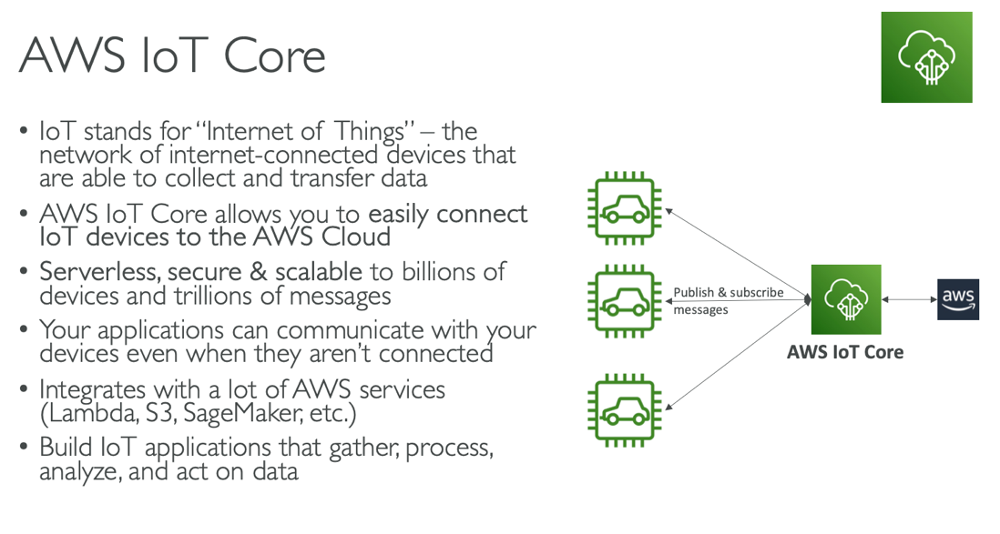 AWS IoT Core
• IoT stands for “Internet of Things” – the
network of internet-connected devices that
are able to collect and transfer data
• AWS IoT Core allows you to easily connect
IoT devices to the AWS Cloud
• Serverless, secure & scalable to billions of
devices and trillions of messages
• Your applications can communicate with your
devices even when they aren’t connected
• Integrates with a lot of AWS services
(Lambda, S3, SageMaker, etc.)
• Build IoT applications that gather, process,
analyze, and act on data
Publish & subscribe
messages
AWS IoT Core
aws